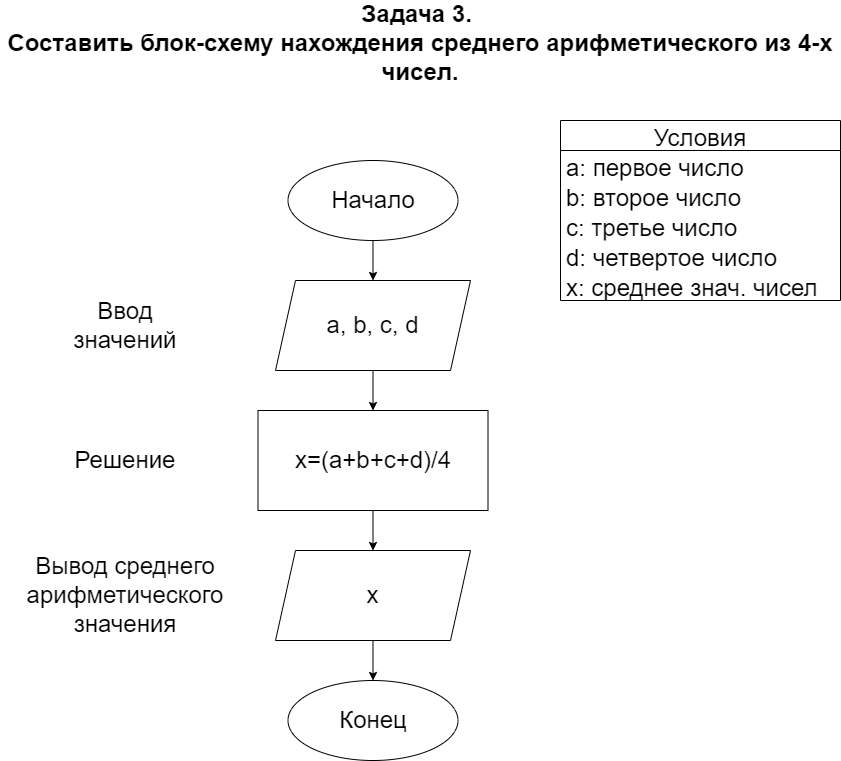 Задача 3.
Составить блок-схему нахождения среднего арифметического из 4-х
чисел.
Условия
a: первое число
b: второе число
c: третье число
d: четвертое число
x: среднее знач. чисел
Начало
Ввод
значений
a, b, c, d
Решение
x=(a+b+c+d)/4
Вывод среднего
арифметического
значения
x
Конец